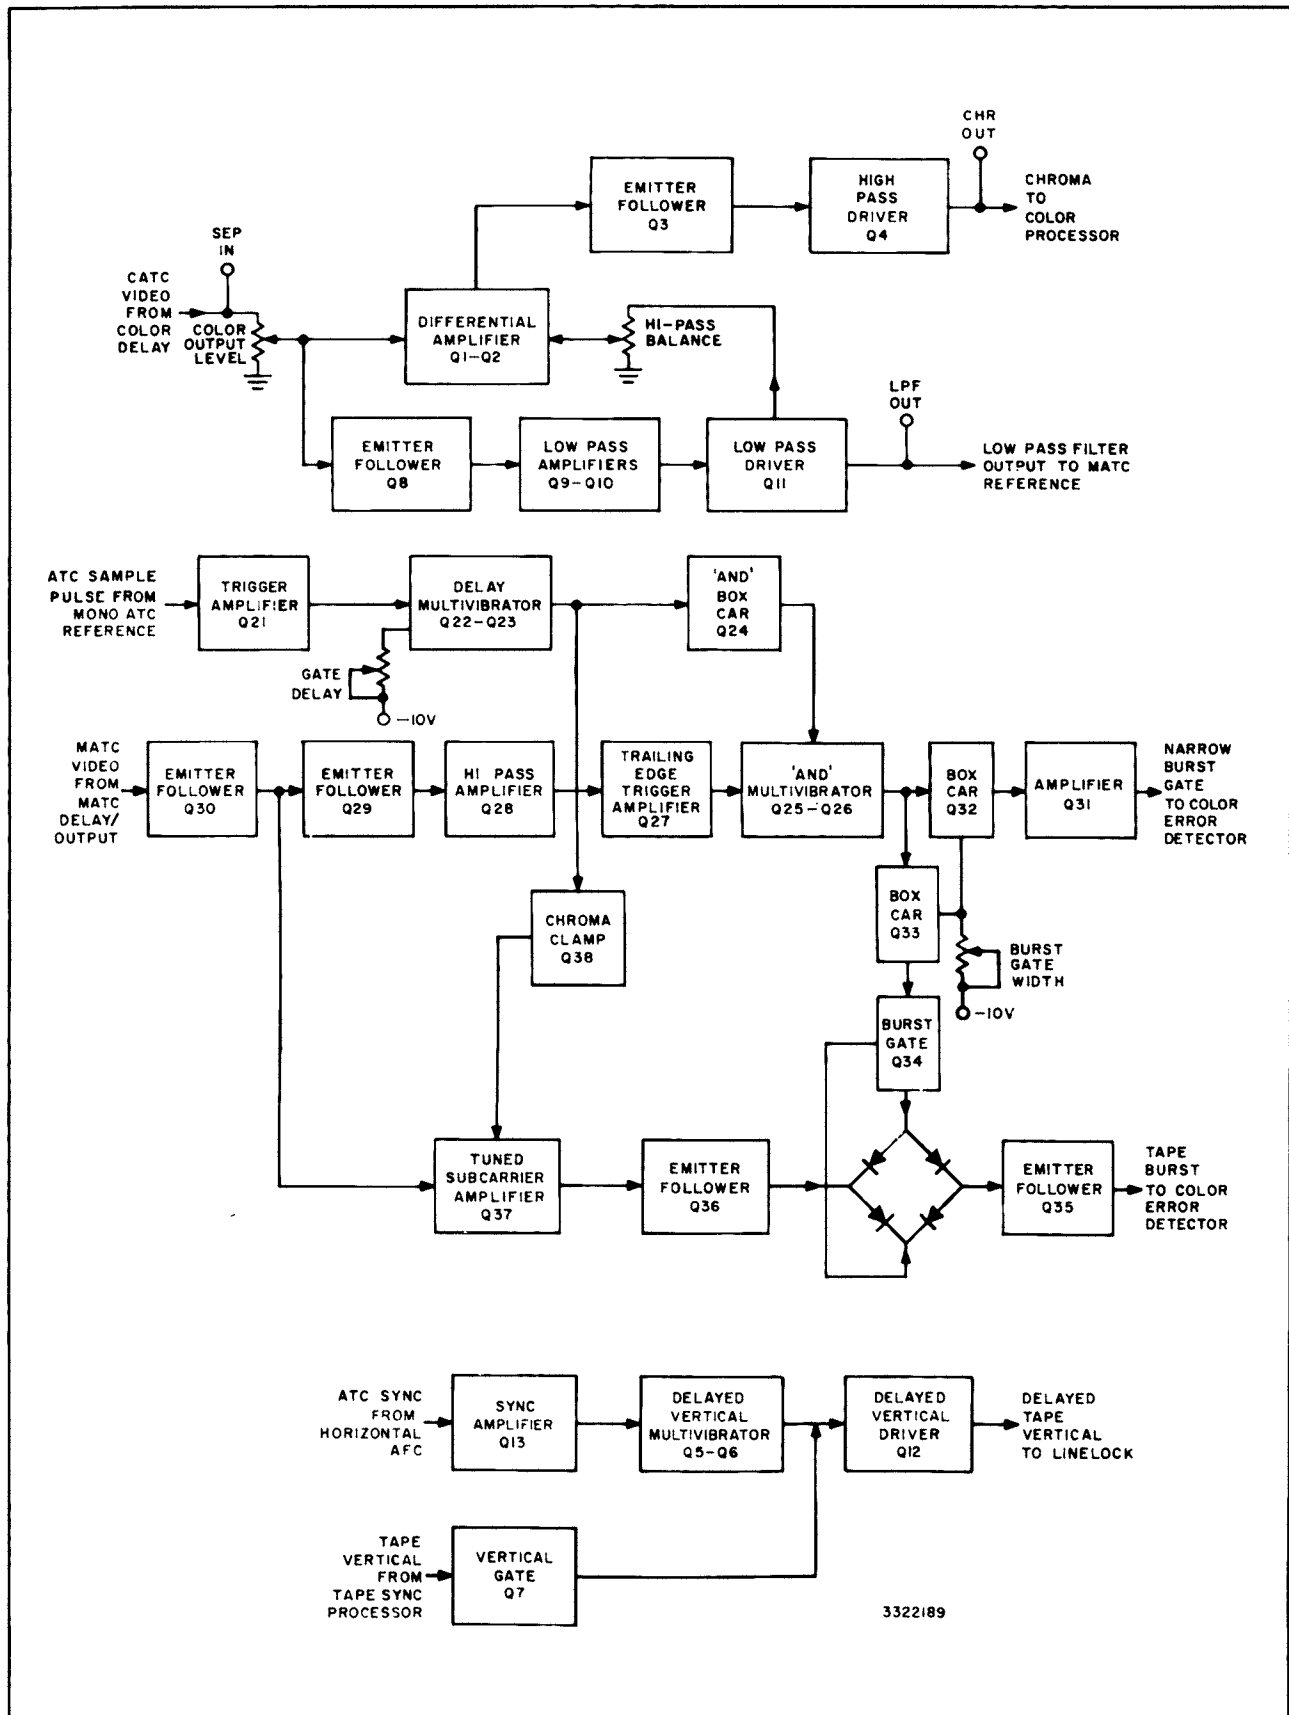 CHR
OUT
EMITTER
FOLLOWER
Q3
HIGH
PASS
DRIVER
Q4
CHROMA
TO
COLOR
PROCESSOR
SEP
IN
CATC
VIDEO
FROM
COLOR
DELAY
COLOR
OUTPUT
LEVEL
DIFFERENTIAL
AMPLIFIER
Q1-Q2
HI-PASS
BALANCE
LPF
OUT
EMITTER
FOLLOWER
Q8
LOW PASS
AMPLIFIERS
Q9-Q10
LOW PASS
DRIVER
Q11
LOW PASS FILTER
OUTPUT TO MATC
REFERENCE
ATC SAMPLE
PULSE FROM
MONO ATC
REFERENCE
TRIGGER
AMPLIFIER
Q21
DELAY
MULTIVIBRATOR
Q22-Q23
'AND'
BOX
CAR
Q24
GATE
DELAY
-10V
MATC
VIDEO
FROM
MATC
DELAY/
OUTPUT
EMITTER
FOLLOWER
Q30
EMITTER
FOLLOWER
Q29
HI PASS
AMPLIFIER
Q28
TRAILING
EDGE
TRIGGER
AMPLIFIER
Q27
'AND'
MULTIVIBRATOR
Q25-Q26
BOX
CAR
Q32
AMPLIFIER
Q31
NARROW
BURST
GATE
TO COLOR
ERROR
DETECTOR
CHROMA
CLAMP
Q38
BOX
CAR
Q33
BURST
GATE
WIDTH
-10V
BURST
GATE
Q34
TUNED
SUBCARRIER
AMPLIFIER
Q37
EMITTER
FOLLOWER
Q36
EMITTER
FOLLOWER
Q35
TAPE
BURST
TO COLOR
ERROR
DETECTOR
ATC SYNC
FROM
HORIZONTAL
AFC
SYNC
AMPLIFIER
Q13
DELAYED
VERTICAL
MULTIVIBRATOR
Q5-Q6
DELAYED
VERTICAL
DRIVER
Q12
DELAYED
TAPE
VERTICAL
TO LINELOCK
TAPE
VERTICAL
FROM
TAPE SYNC
PROCESSOR
VERTICAL
GATE
Q7
3322189